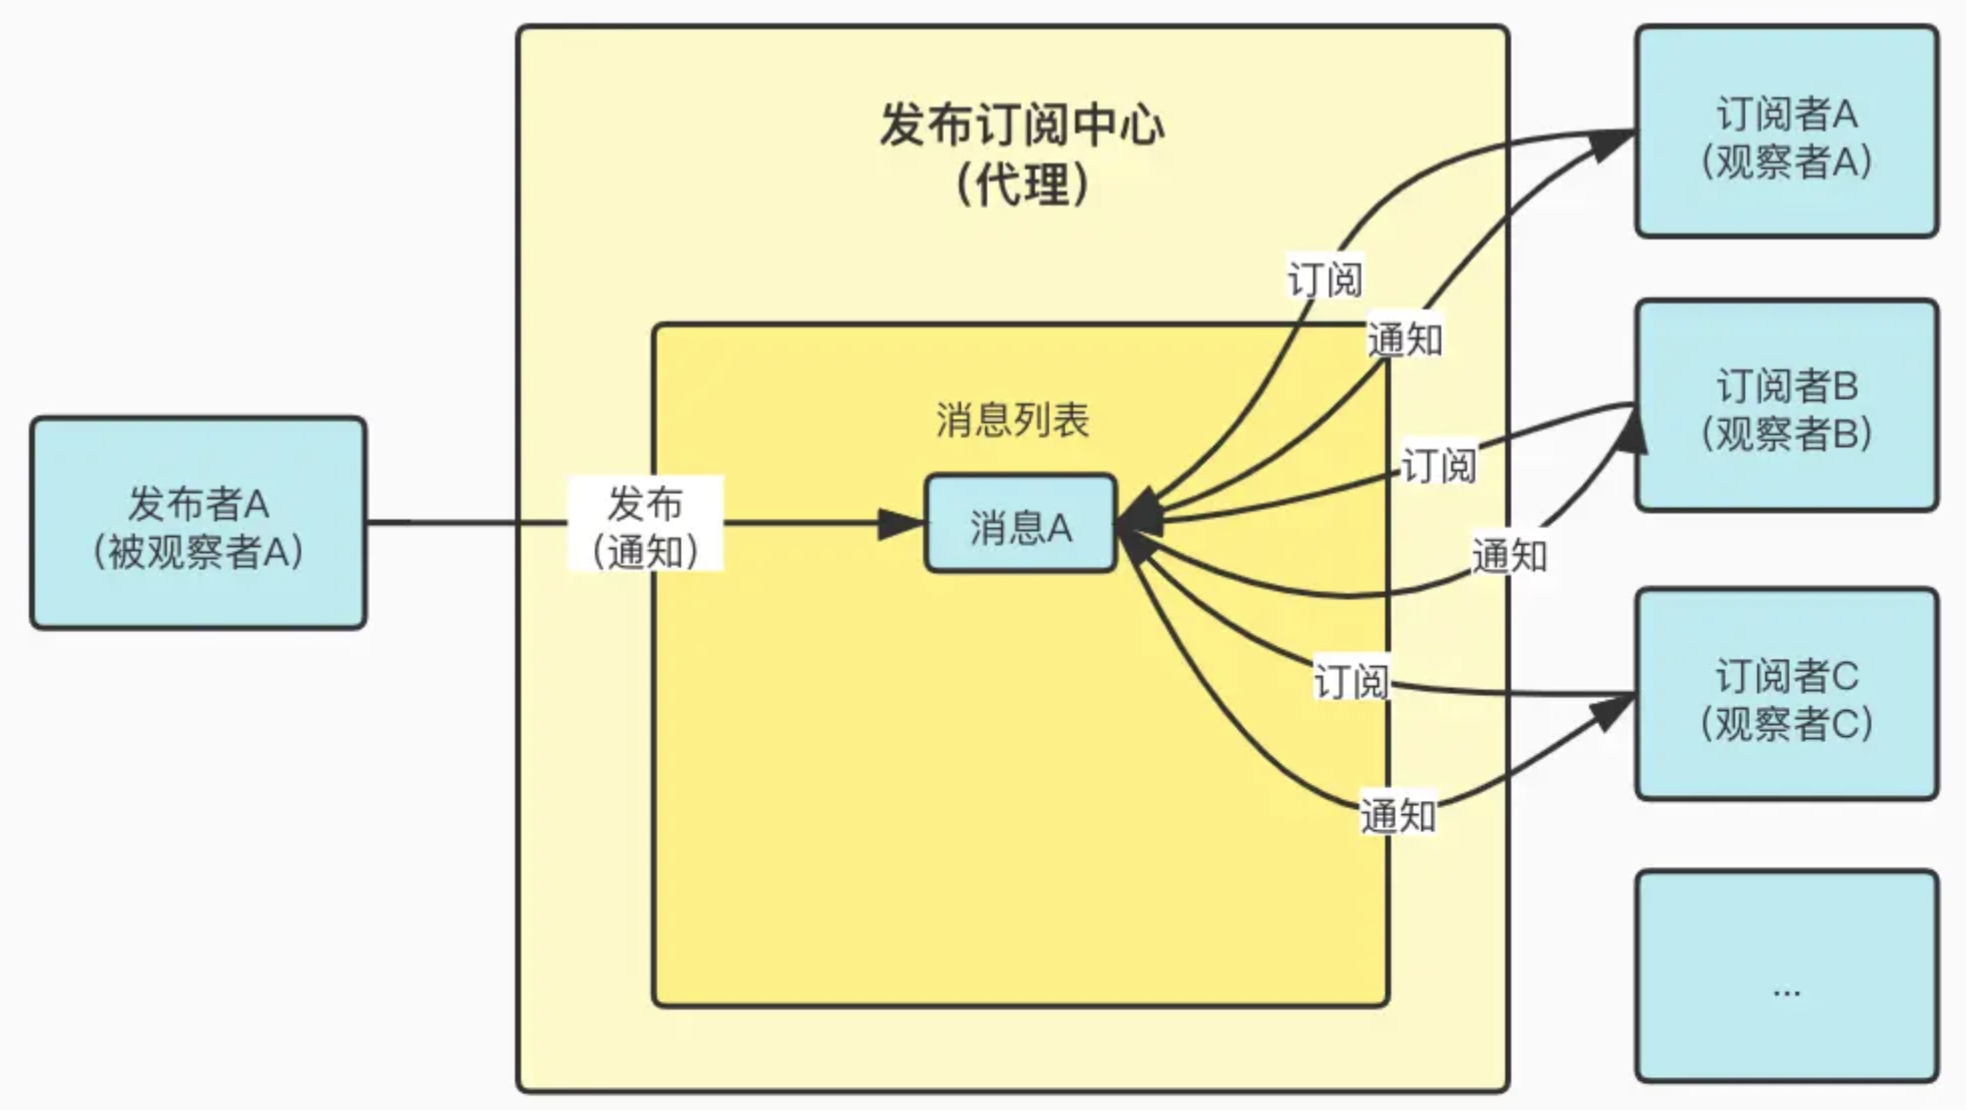 发布订阅中心
（代理）
订阅者A
（观察者A）
订阅
通知
订阅者B
（观察者B）
消息列表
订阅
发布者A
（被观察者A）
发布
（通知）
消息A
通知
订阅
订阅者C
（观察者C）
通知
...